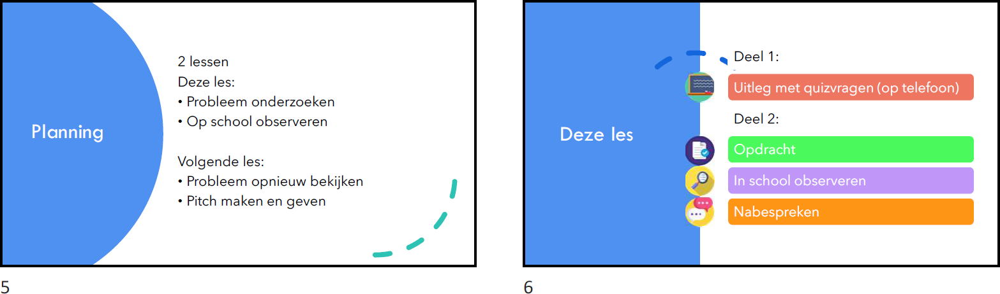 Planning
2 lessen
Deze les:
• Probleem onderzoeken
• Op school observeren
Volgende les:
• Probleem opnieuw bekijken
• Pitch maken en geven
5
Deze les
Deel 1:
Uitleg met quizvragen (op telefoon)
Deel 2:
Opdracht
In school observeren
Nabespreken
6